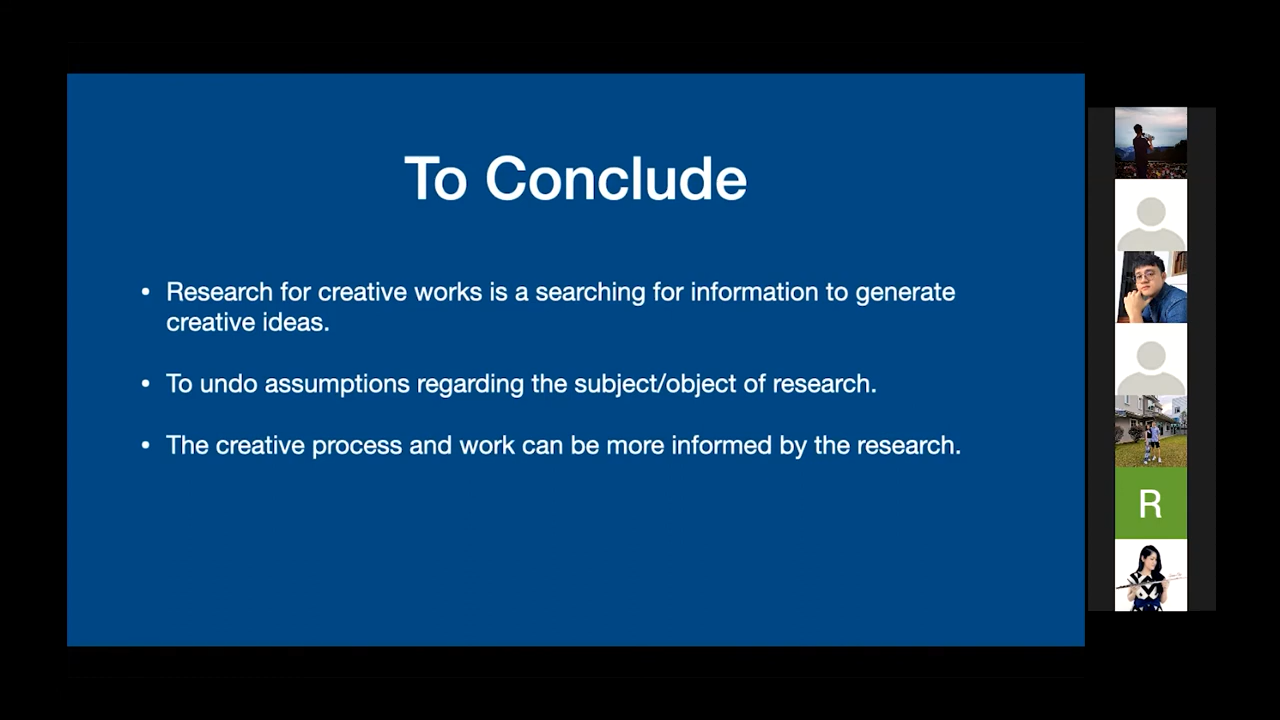 To Conclude
• Research for creative works is a searching for information to generate
creative ideas.
• To undo assumptions regarding the subject/object of research.
• The creative process and work can be more informed by the research.
R